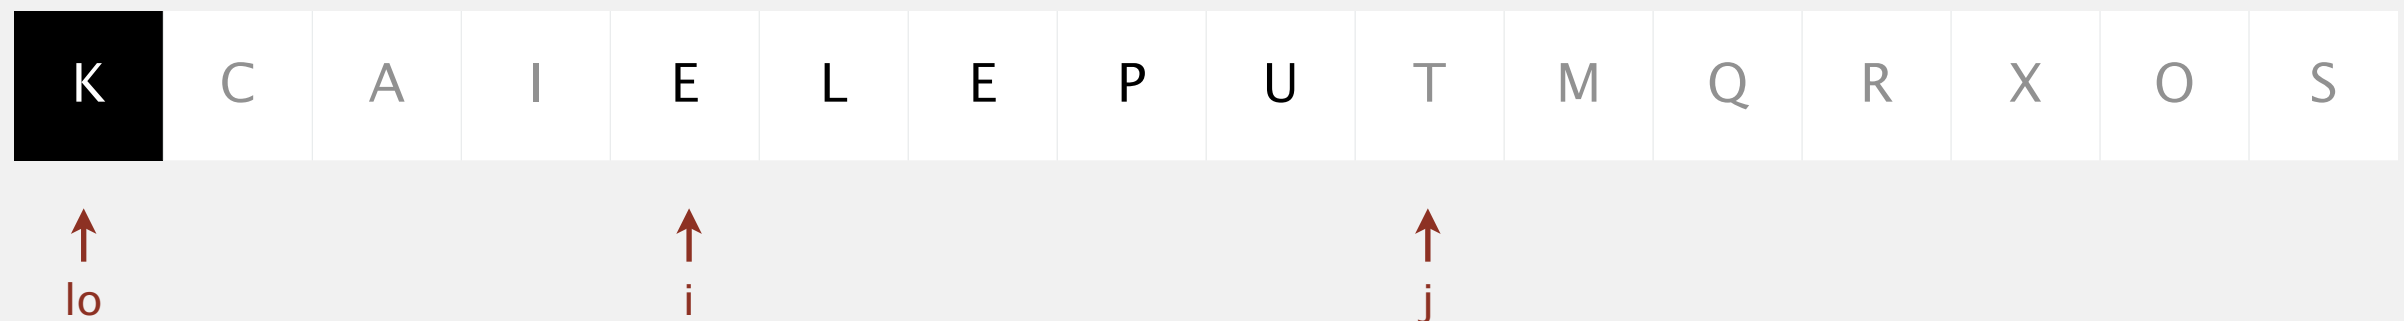 K C A I E L E P U T M Q R X O S
lo i j